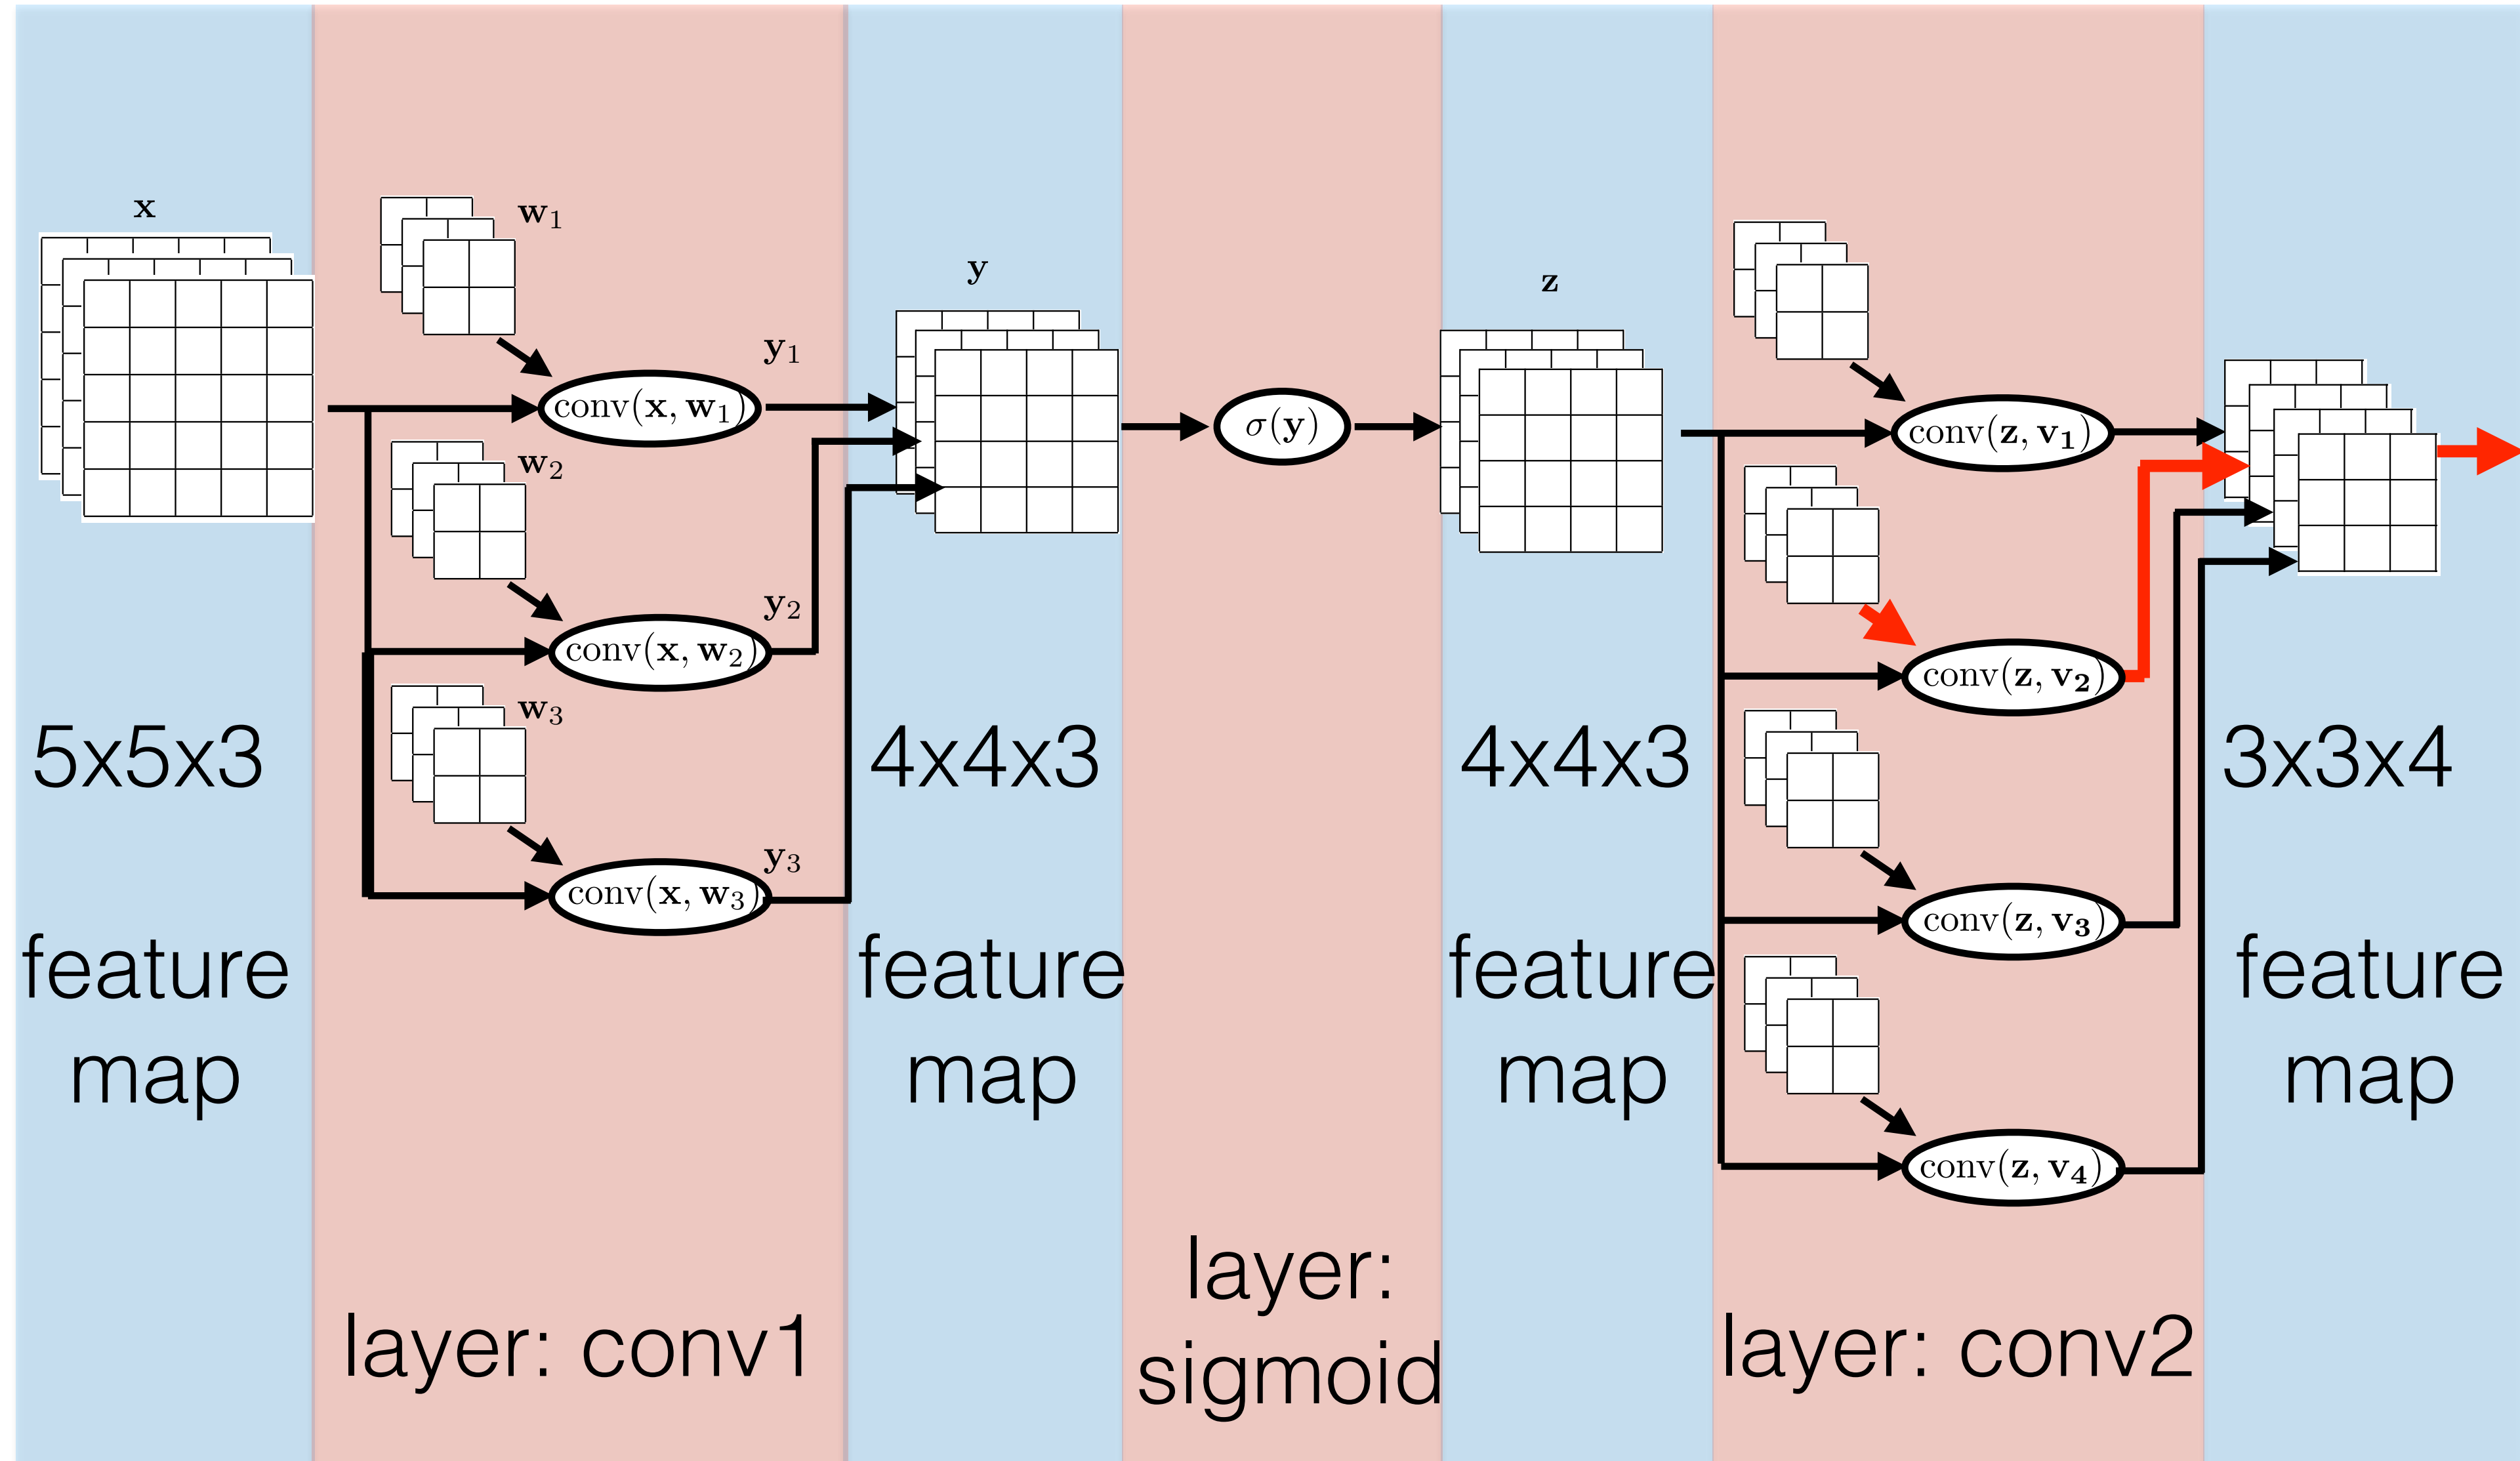 x
w₁
y₁
conv(x, w₁)
w₂
y₂
conv(x, w₂)
w₃
y₃
conv(x, w₃)
y
σ(y)
z
conv(z, v₁)
conv(z, v₂)
conv(z, v₃)
conv(z, v₄)
5x5x3
feature
map
layer: conv1
4x4x3
feature
map
layer:
sigmoid
4x4x3
feature
map
layer: conv2
3x3x4
feature
map